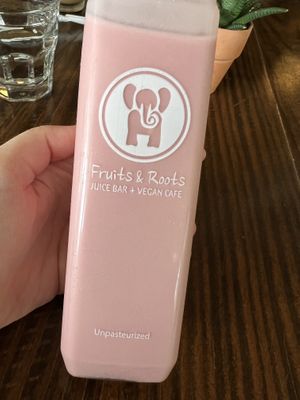 Fruits & Roots
JUICE BAR + VEGAN CAFE
Unpasteurized